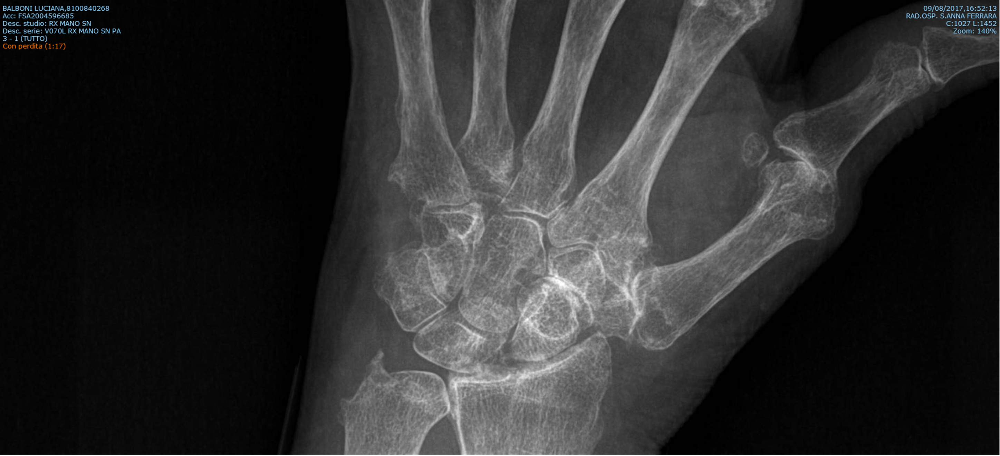 BALBONI LUCIANA,8100840268
Acc: FSA2004596685
Desc. studio: RX MANO SN
Desc. serie: V070L RX MANO SN PA
3 - 1 (TUTTO)
Con perdita (1:17)
09/08/2017,16:52:13
RAD.OSP. S.ANNA FERRARA
C:1027 L:1452
Zoom: 140%